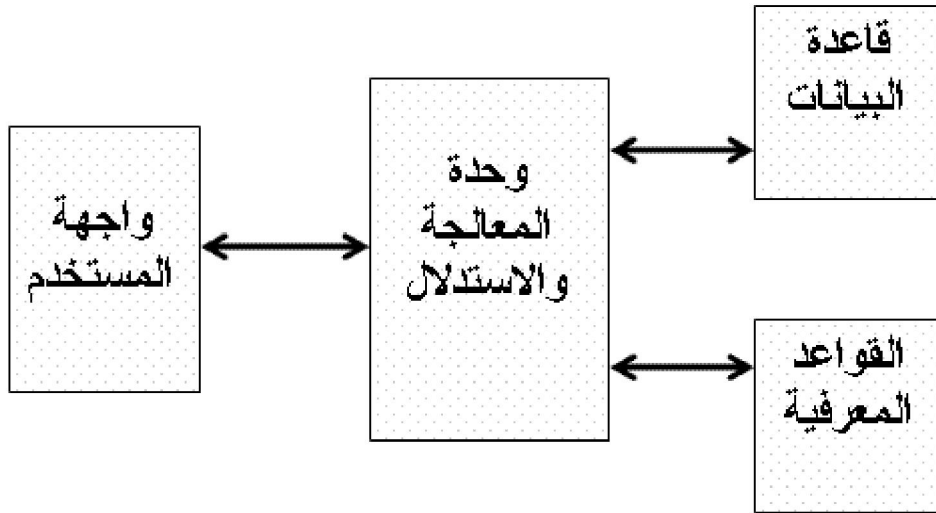 قاعدة
البيانات
وحدة
المعالجة
والاستدلال
واجهة
المستخدم
القواعد
المعرفية